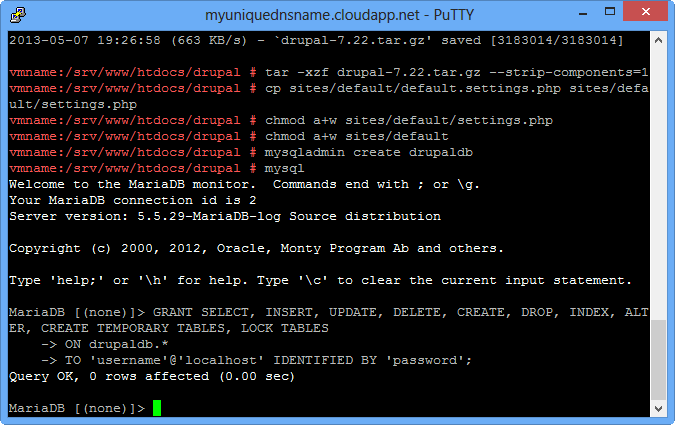 myuniquednsname.cloudapp.net - PuTTY
2013-05-07 19:26:58 (663 KB/s) - `drupal-7.22.tar.gz' saved [3183014/3183014]
vmname:/srv/www/htdocs/drupal # tar -xzf drupal-7.22.tar.gz --strip-components=1
vmname:/srv/www/htdocs/drupal # cp sites/default/default.settings.php sites/defa
ult/settings.php
vmname:/srv/www/htdocs/drupal # chmod a+w sites/default/settings.php
vmname:/srv/www/htdocs/drupal # chmod a+w sites/default
vmname:/srv/www/htdocs/drupal # mysqladmin create drupaldb
vmname:/srv/www/htdocs/drupal # mysql
Welcome to the MariaDB monitor.  Commands end with ; or \g.
Your MariaDB connection id is 2
Server version: 5.5.29-MariaDB-log Source distribution
Copyright (c) 2000, 2012, Oracle, Monty Program Ab and others.
Type 'help;' or '\h' for help. Type '\c' to clear the current input statement.
MariaDB [(none)]> GRANT SELECT, INSERT, UPDATE, DELETE, CREATE, DROP, INDEX, ALT
ER, CREATE TEMPORARY TABLES, LOCK TABLES
    -> ON drupaldb.*
    -> TO 'username'@'localhost' IDENTIFIED BY 'password';
Query OK, 0 rows affected (0.00 sec)
MariaDB [(none)]>